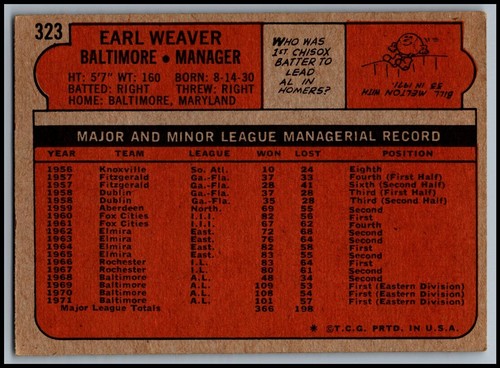 323
EARL WEAVER
BALTIMORE • MANAGER
HT: 5'7" WT: 160 BORN: 8-14-30
BATTED: RIGHT THREW: RIGHT
HOME: BALTIMORE, MARYLAND
WHO WAS
1ST CHISOX
BATTER TO
LEAD
AL IN
HOMERS?
BILL MELTON WITH
33 IN 1971.
MAJOR AND MINOR LEAGUE MANAGERIAL RECORD
YEAR TEAM LEAGUE WON LOST POSITION
1956 Knoxville So. Atl. 10 24 Eighth
1957 Fitzgerald Ga.-Fla. 37 33 Fourth (First Half)
1957 Fitzgerald Ga.-Fla. 28 41 Sixth (Second Half)
1958 Dublin Ga.-Fla. 37 28 Third (First Half)
1958 Dublin Ga.-Fla. 35 28 Third (Second Half)
1959 Aberdeen North. 69 55 Second
1960 Fox Cities I.I.I. 82 56 First
1961 Fox Cities I.I.I. 67 62 Fourth
1962 Elmira East. 72 68 Second
1963 Elmira East. 76 64 Second
1964 Elmira East. 82 58 First
1965 Elmira East. 83 55 Second
1966 Rochester I.L. 83 64 First
1967 Rochester I.L. 80 61 Second
1968 Baltimore A.L. 48 34 Second
1969 Baltimore A.L. 109 53 First (Eastern Division)
1970 Baltimore A.L. 108 54 First (Eastern Division)
1971 Baltimore A.L. 101 57 First (Eastern Division)
Major League Totals 366 198
* ©T.C.G. PRTD. IN U.S.A.